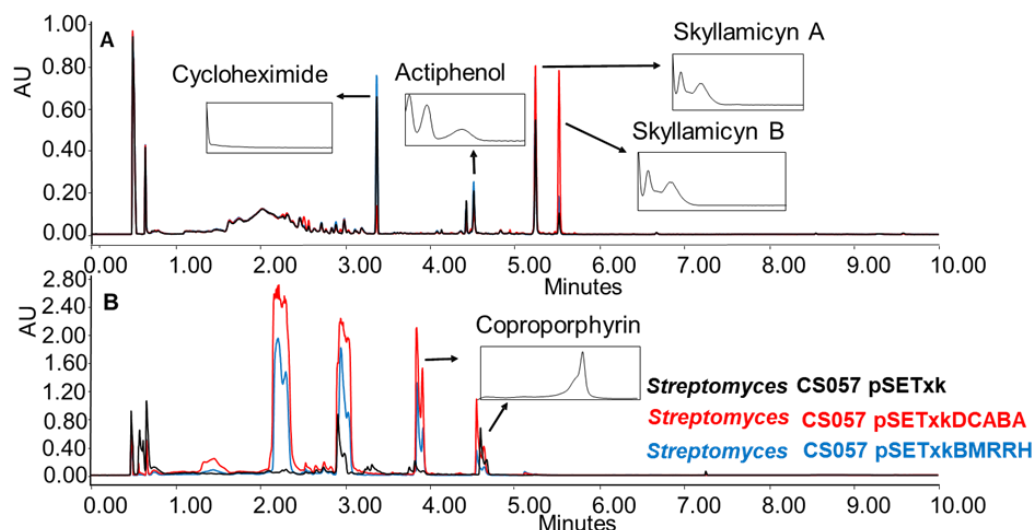 A
AU
1.00
0.80
0.60
0.40
0.20
0.00
Cycloheximide
Actiphenol
Skyllamicyn A
Skyllamicyn B
0.00 1.00 2.00 3.00 4.00 5.00 6.00 7.00 8.00 9.00 10.00
Minutes
B
AU
2.80
2.40
2.00
1.60
1.20
0.80
0.40
0.00
Coproporphyrin
Streptomyces CS057 pSETxk
Streptomyces CS057 pSETxkDCABA
Streptomyces CS057 pSETxkBMRRH
0.00 1.00 2.00 3.00 4.00 5.00 6.00 7.00 8.00 9.00 10.00
Minutes